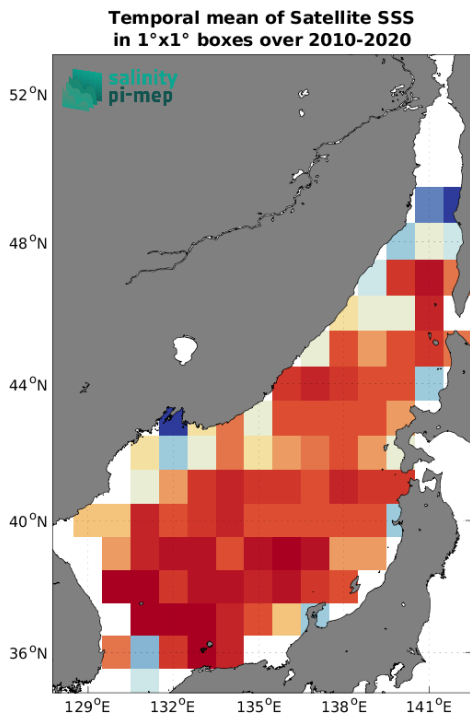 Temporal mean of Satellite SSS
in 1°x1° boxes over 2010-2020
salinity
pi-mep
52°N
48°N
44°N
40°N
36°N
129°E 132°E 135°E 138°E 141°E